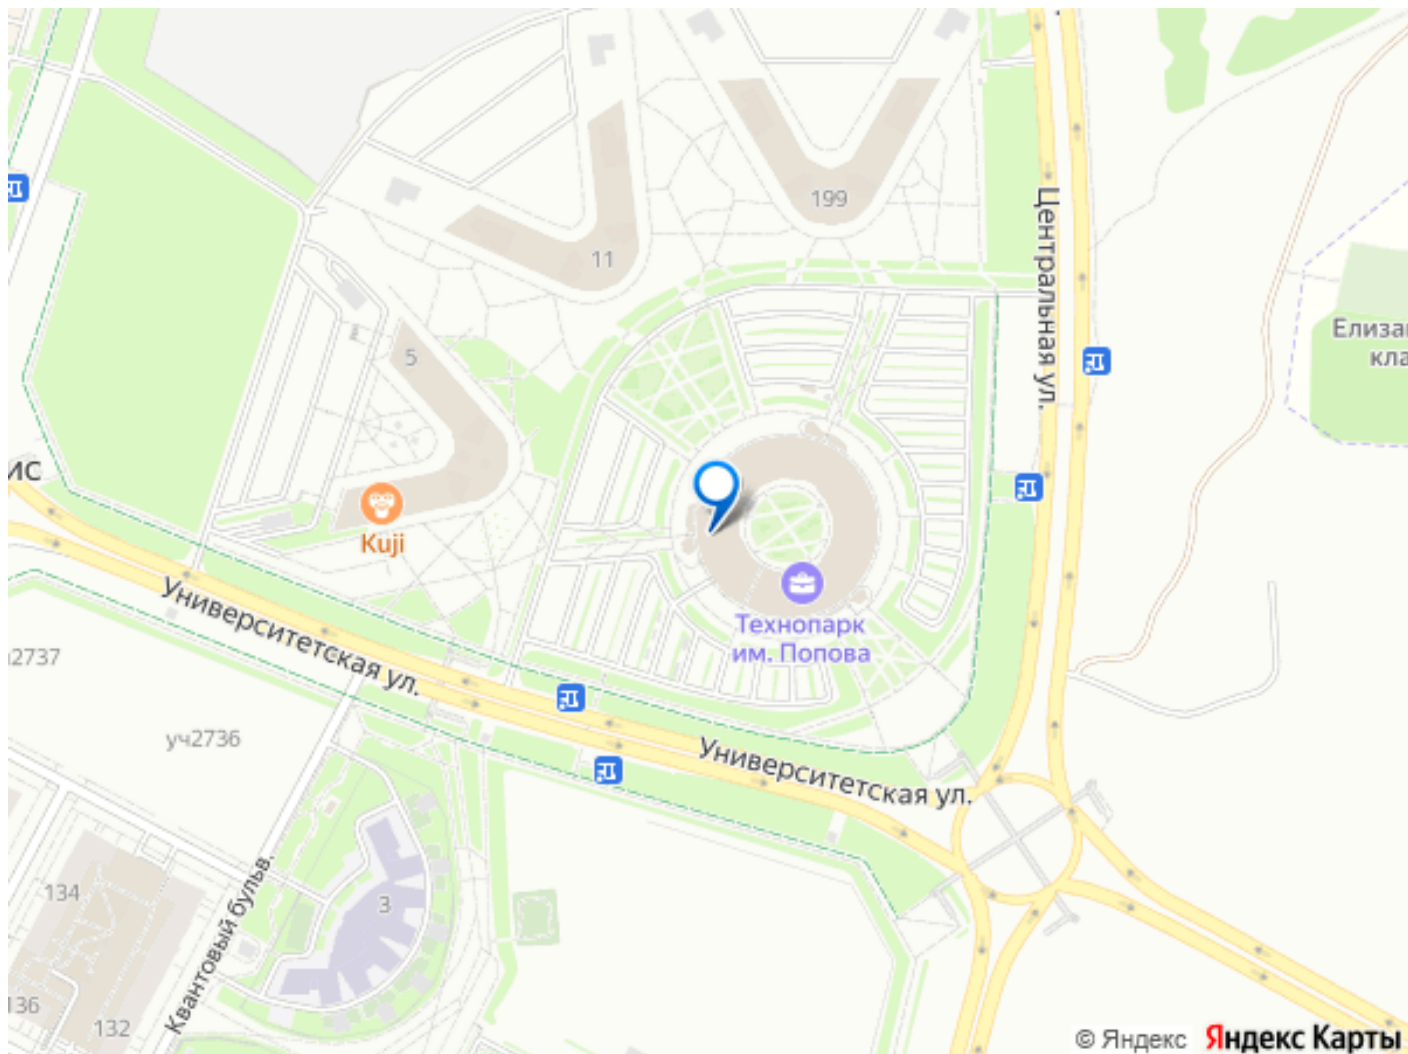 199
11
Центральная ул.
5
Елиза
кла
ис
Kuji
Технопарк
им. Попова
Университетская ул.
2737
уч2736
Университетская ул.
134
3
Квантовый бульв.
136
132
© Яндекс Яндекс Карты